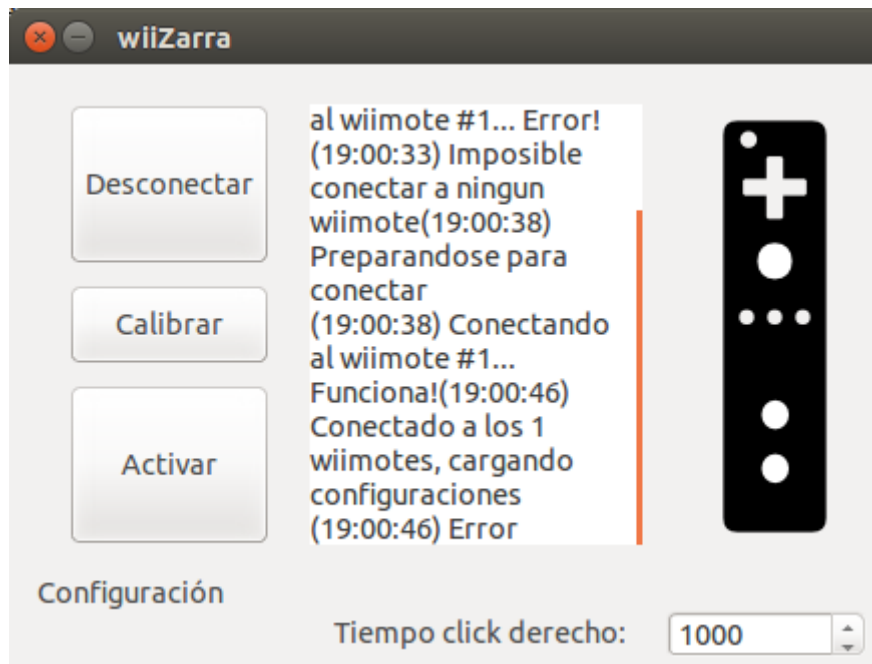 wiiZarra
Desconectar
Calibrar
Activar
al wiimote #1... Error!
(19:00:33) Imposible
conectar a ningun
wiimote(19:00:38)
Preparandose para
conectar
(19:00:38) Conectando
al wiimote #1...
Funciona!(19:00:46)
Conectado a los 1
wiimotes, cargando
configuraciones
(19:00:46) Error
Configuración
Tiempo click derecho: 1000